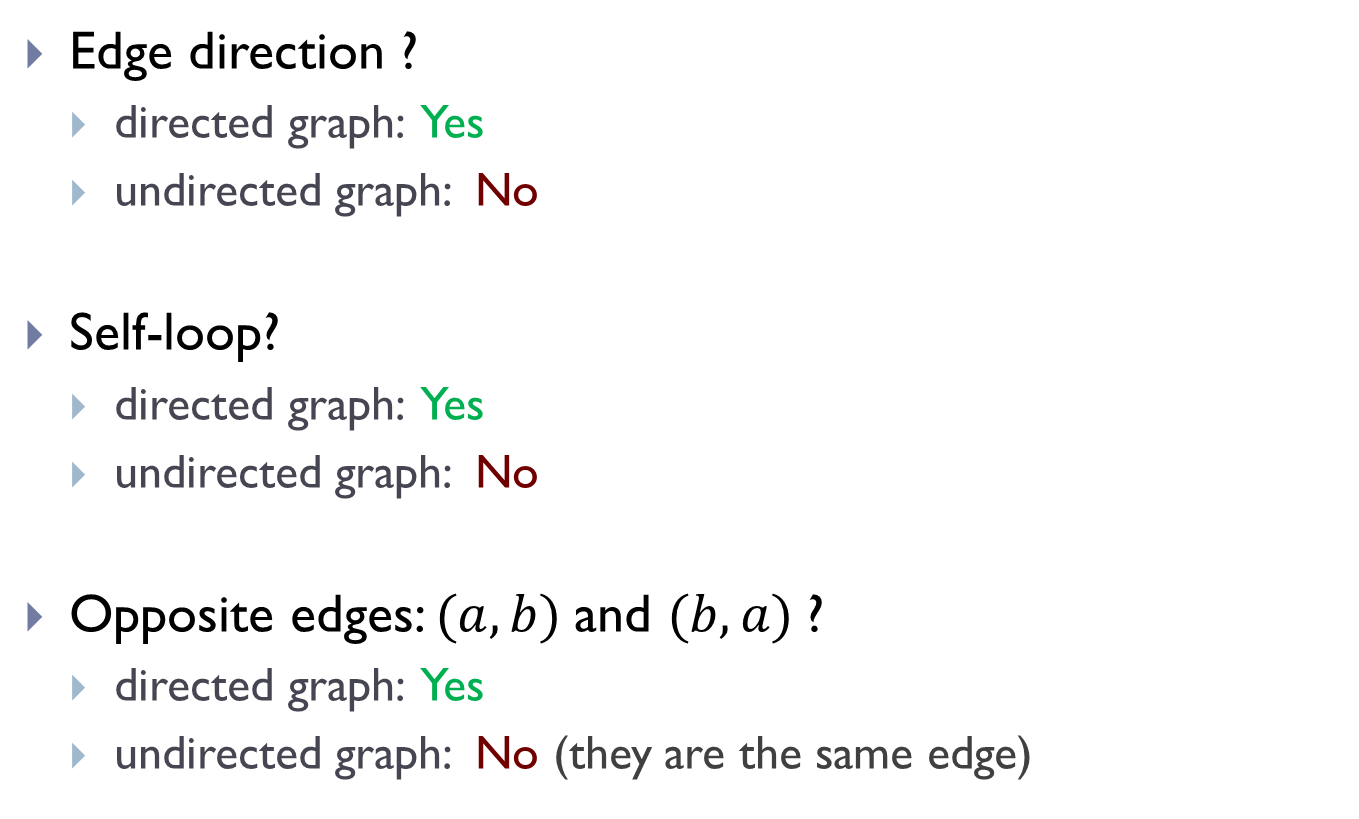 Edge direction ?
directed graph: Yes
undirected graph: No
Self-loop?
directed graph: Yes
undirected graph: No
Opposite edges: (a, b) and (b, a) ?
directed graph: Yes
undirected graph: No (they are the same edge)